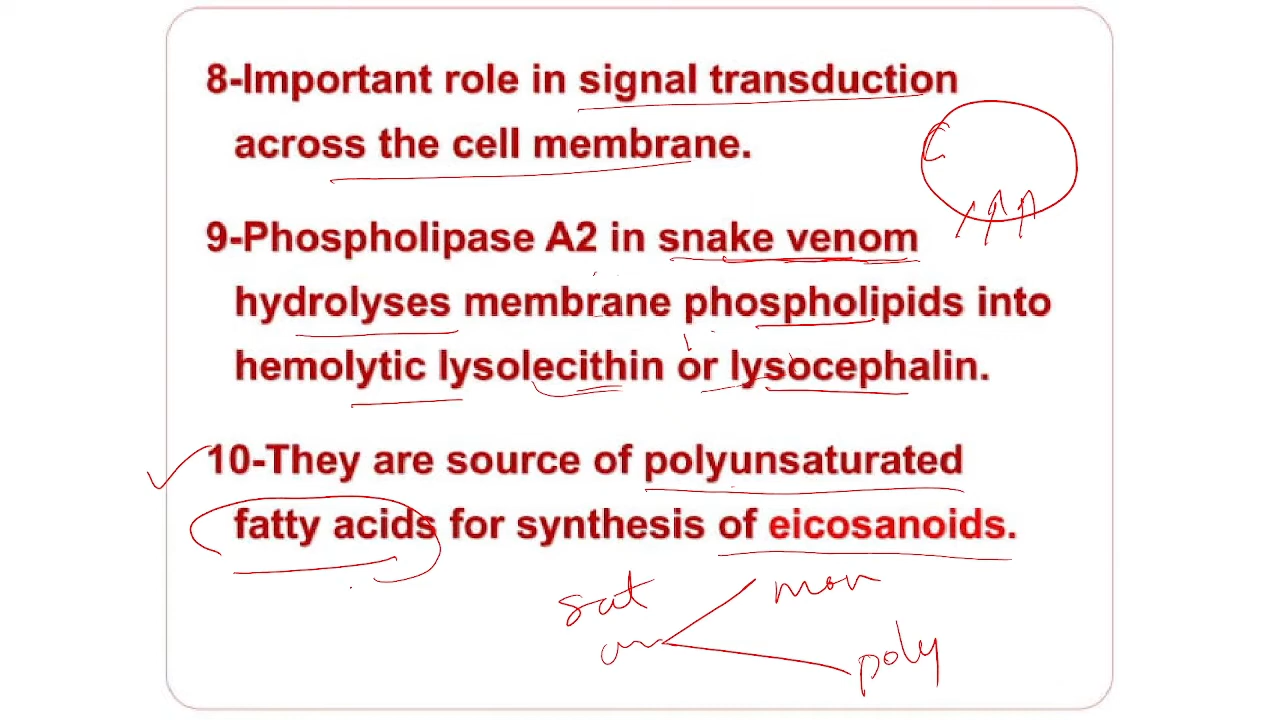 8-Important role in signal transduction
across the cell membrane.
9-Phospholipase A2 in snake venom
hydrolyses membrane phospholipids into
hemolytic lysolecithin or lysocephalin.
10-They are source of polyunsaturated
fatty acids for synthesis of eicosanoids.
sat
mon
poly